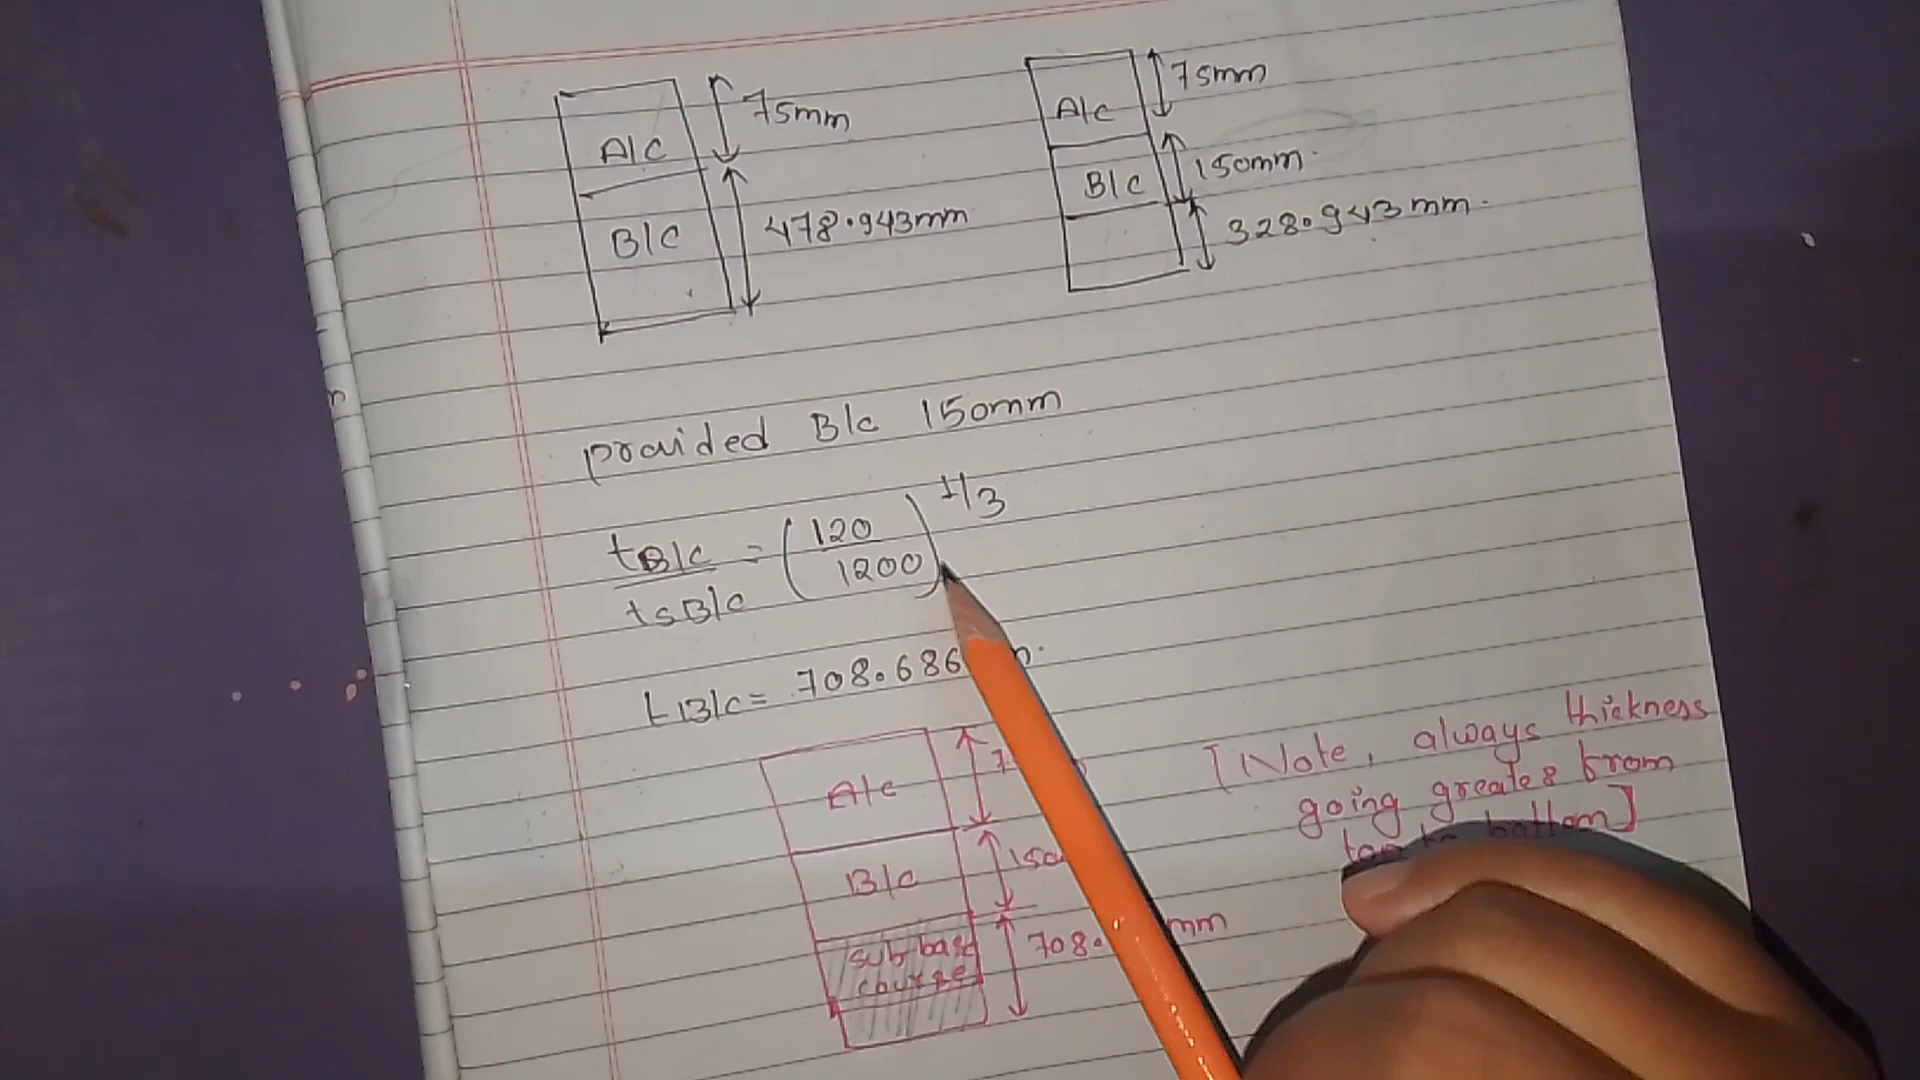 75mm
A/c
B/c
478.943mm
75mm
A/c
150mm.
B/c
328.943mm.
provided B/c 150mm
tB/c / tsB/c = (120 / 1200)^1/3
tB/c = 708.686
A/c
B/c
sub base
course
708.
mm
[Note, always thickness
going greater from
bottom]